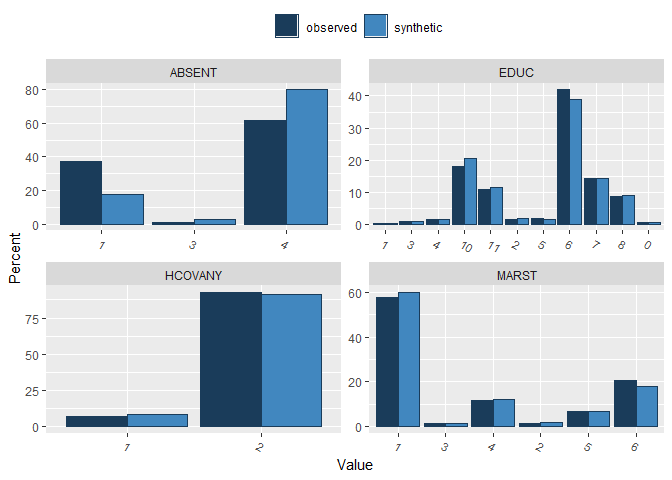 observed synthetic
ABSENT
80
60
40
20
0
1 3 4
EDUC
40
30
20
10
0
1 3 4 10 11 2 5 6 7 8 0
Percent
HCOVANY
75
50
25
0
1 2
MARST
60
40
20
0
1 3 4 2 5 6
Value